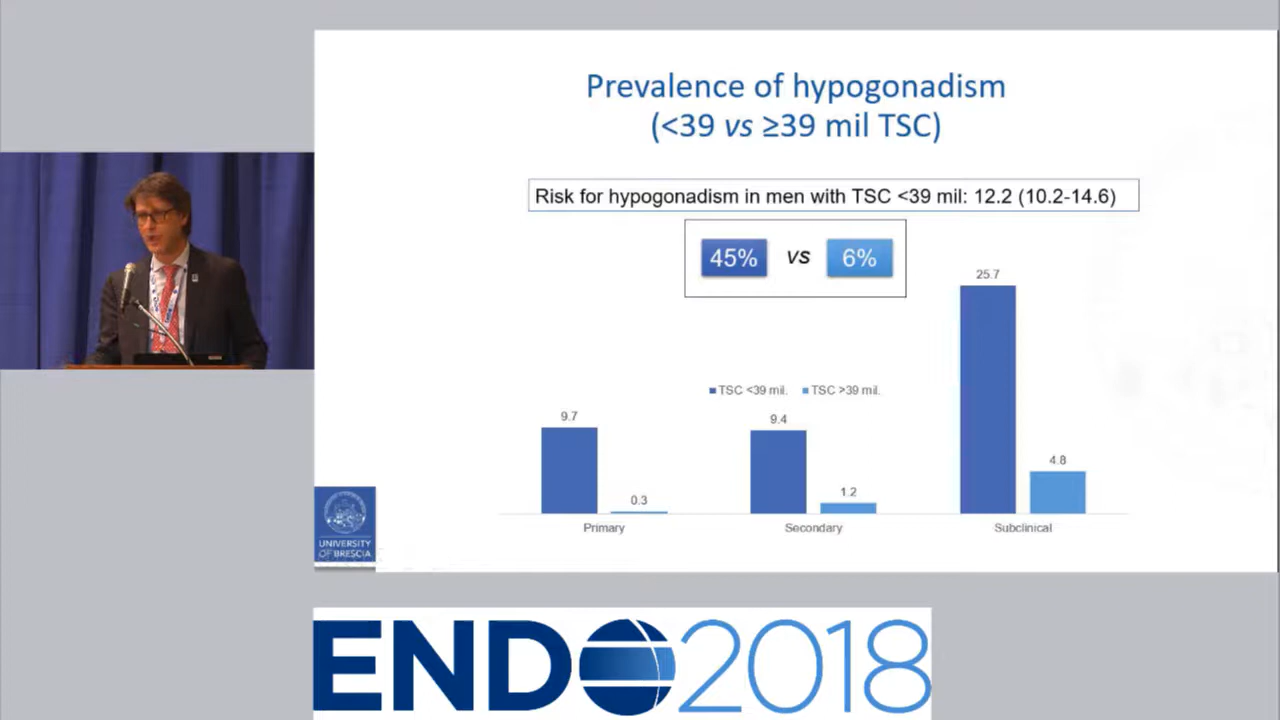 Prevalence of hypogonadism
(<39 vs ≥39 mil TSC)
Risk for hypogonadism in men with TSC <39 mil: 12.2 (10.2-14.6)
45% vs 6%
25.7
TSC <39 mil. TSC >39 mil.
9.7
9.4
4.8
0.3
1.2
Primary Secondary Subclinical
UNIVERSITY
OF BRESCIA
ENDO2018